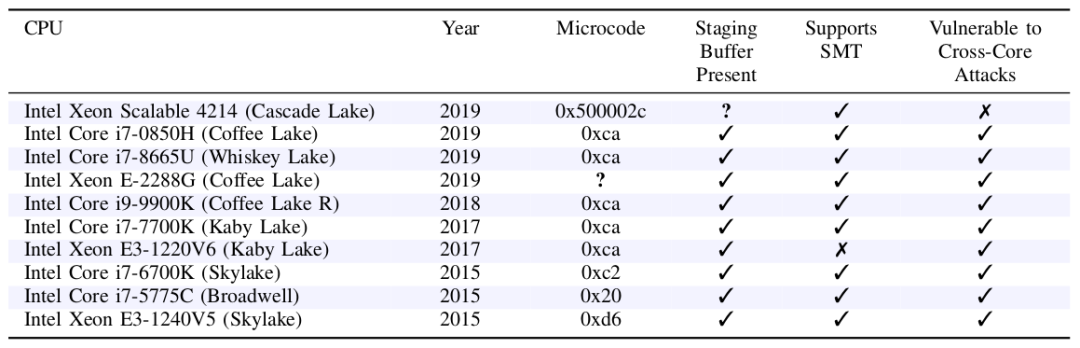 CPU Year Microcode Staging Buffer Present Supports SMT Vulnerable to Cross-Core Attacks
Intel Xeon Scalable 4214 (Cascade Lake) 2019 0x500002c ? ✓ ✗
Intel Core i7-0850H (Coffee Lake) 2019 0xca ✓ ✓ ✓
Intel Core i7-8665U (Whiskey Lake) 2019 0xca ✓ ✓ ✓
Intel Xeon E-2288G (Coffee Lake) 2019 ? ✓ ✓ ✓
Intel Core i9-9900K (Coffee Lake R) 2018 0xca ✓ ✓ ✓
Intel Core i7-7700K (Kaby Lake) 2017 0xca ✓ ✓ ✓
Intel Xeon E3-1220V6 (Kaby Lake) 2017 0xca ✓ ✗ ✓
Intel Core i7-6700K (Skylake) 2015 0xc2 ✓ ✓ ✓
Intel Core i7-5775C (Broadwell) 2015 0x20 ✓ ✓ ✓
Intel Xeon E3-1240V5 (Skylake) 2015 0xd6 ✓ ✓ ✓